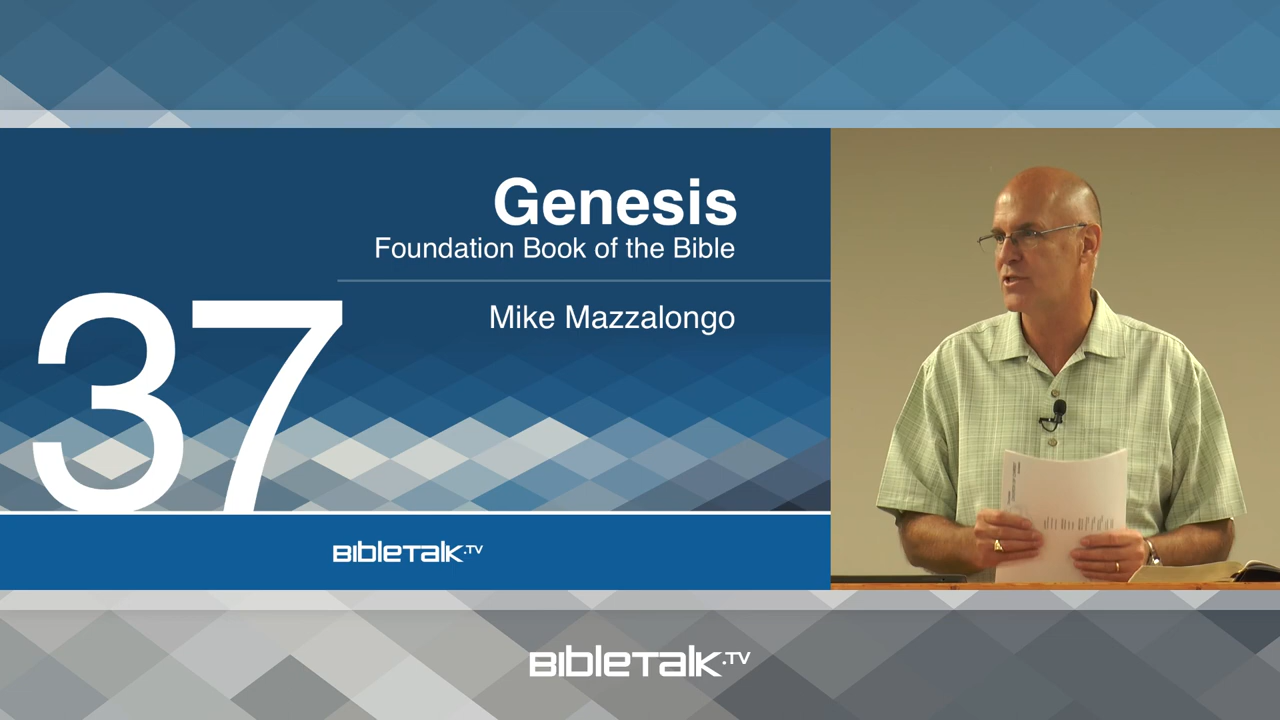 Genesis
Foundation Book of the Bible
Mike Mazzalongo
37
BIBLETALK.TV
BIBLETALK.TV